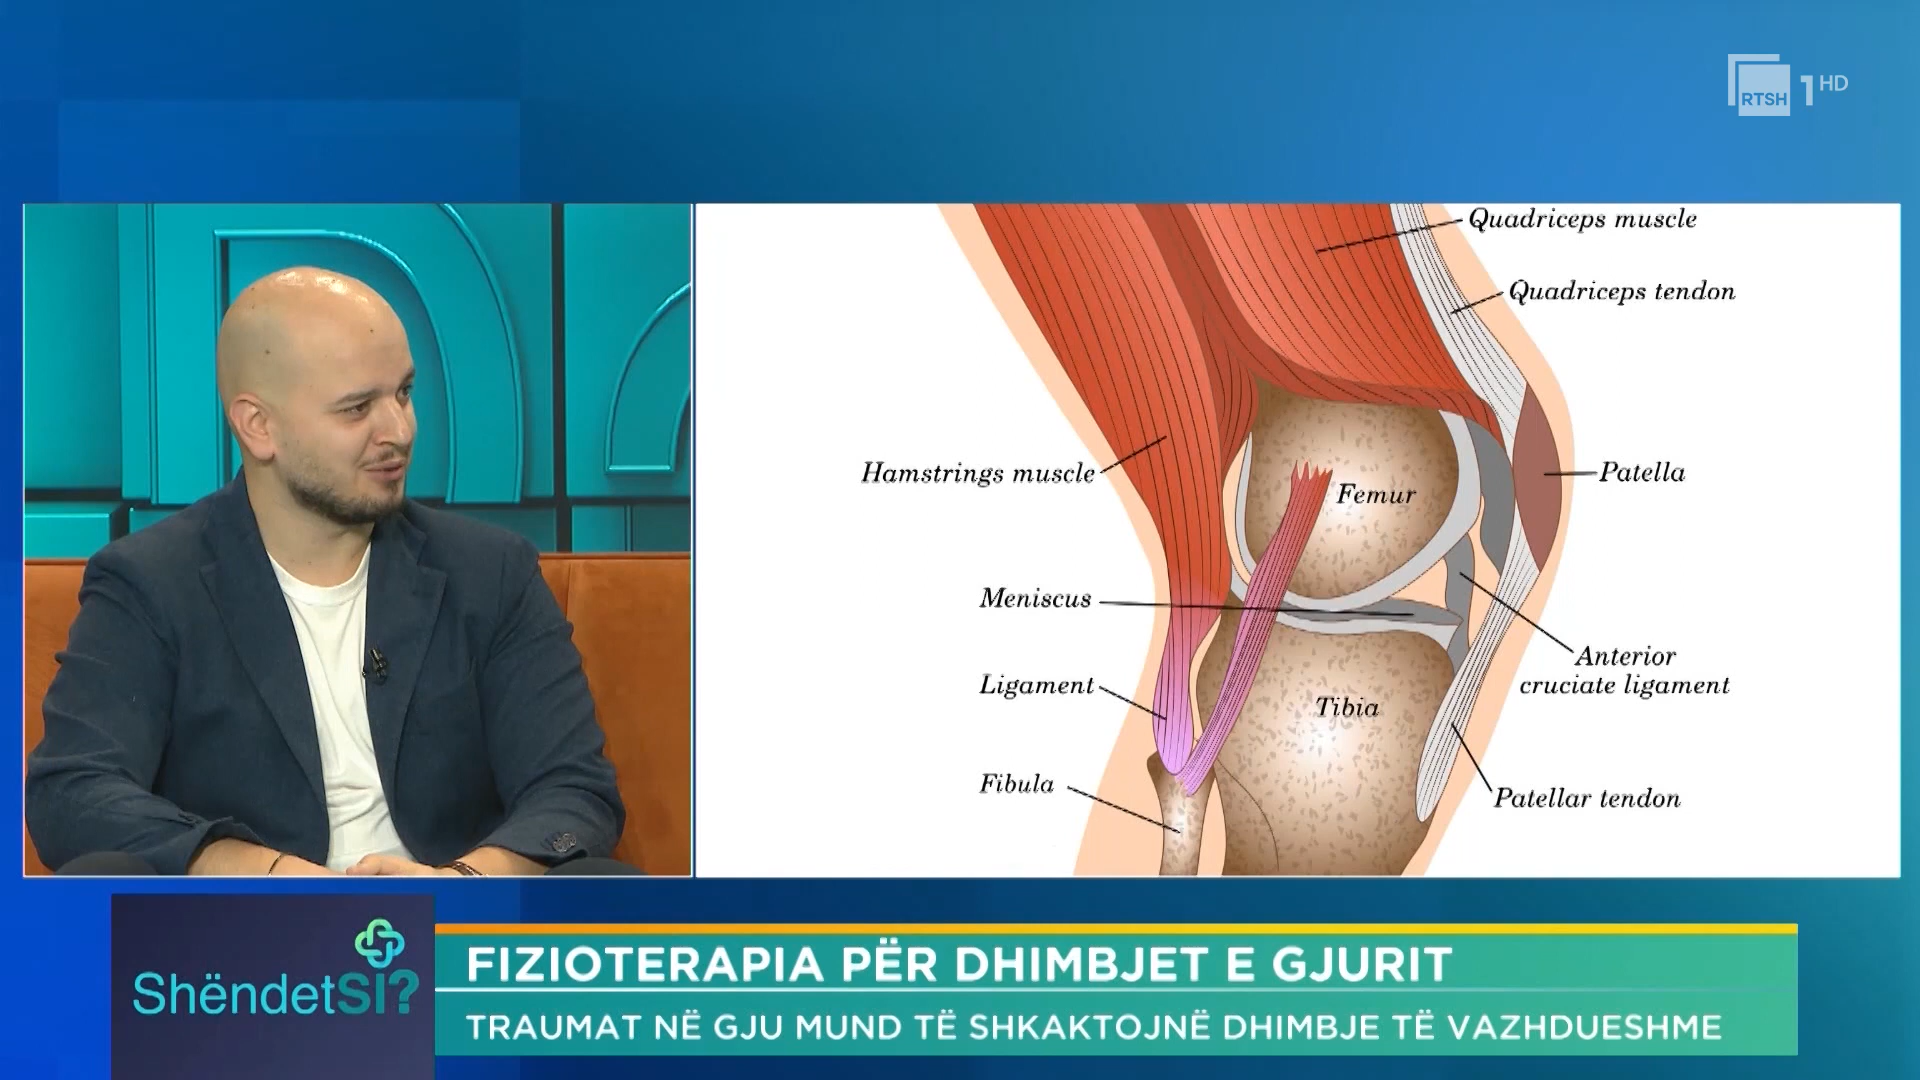 RTSH 1 HD
Quadriceps muscle
Quadriceps tendon
Hamstrings muscle
Femur
Patella
Meniscus
Anterior
cruciate ligament
Ligament
Tibia
Fibula
Patellar tendon
ShëndetSI?
FIZIOTERAPIA PËR DHIMBJET E GJURIT
TRAUMAT NË GJU MUND TË SHKAKTOJNË DHIMBJE TË VAZHDUESHME